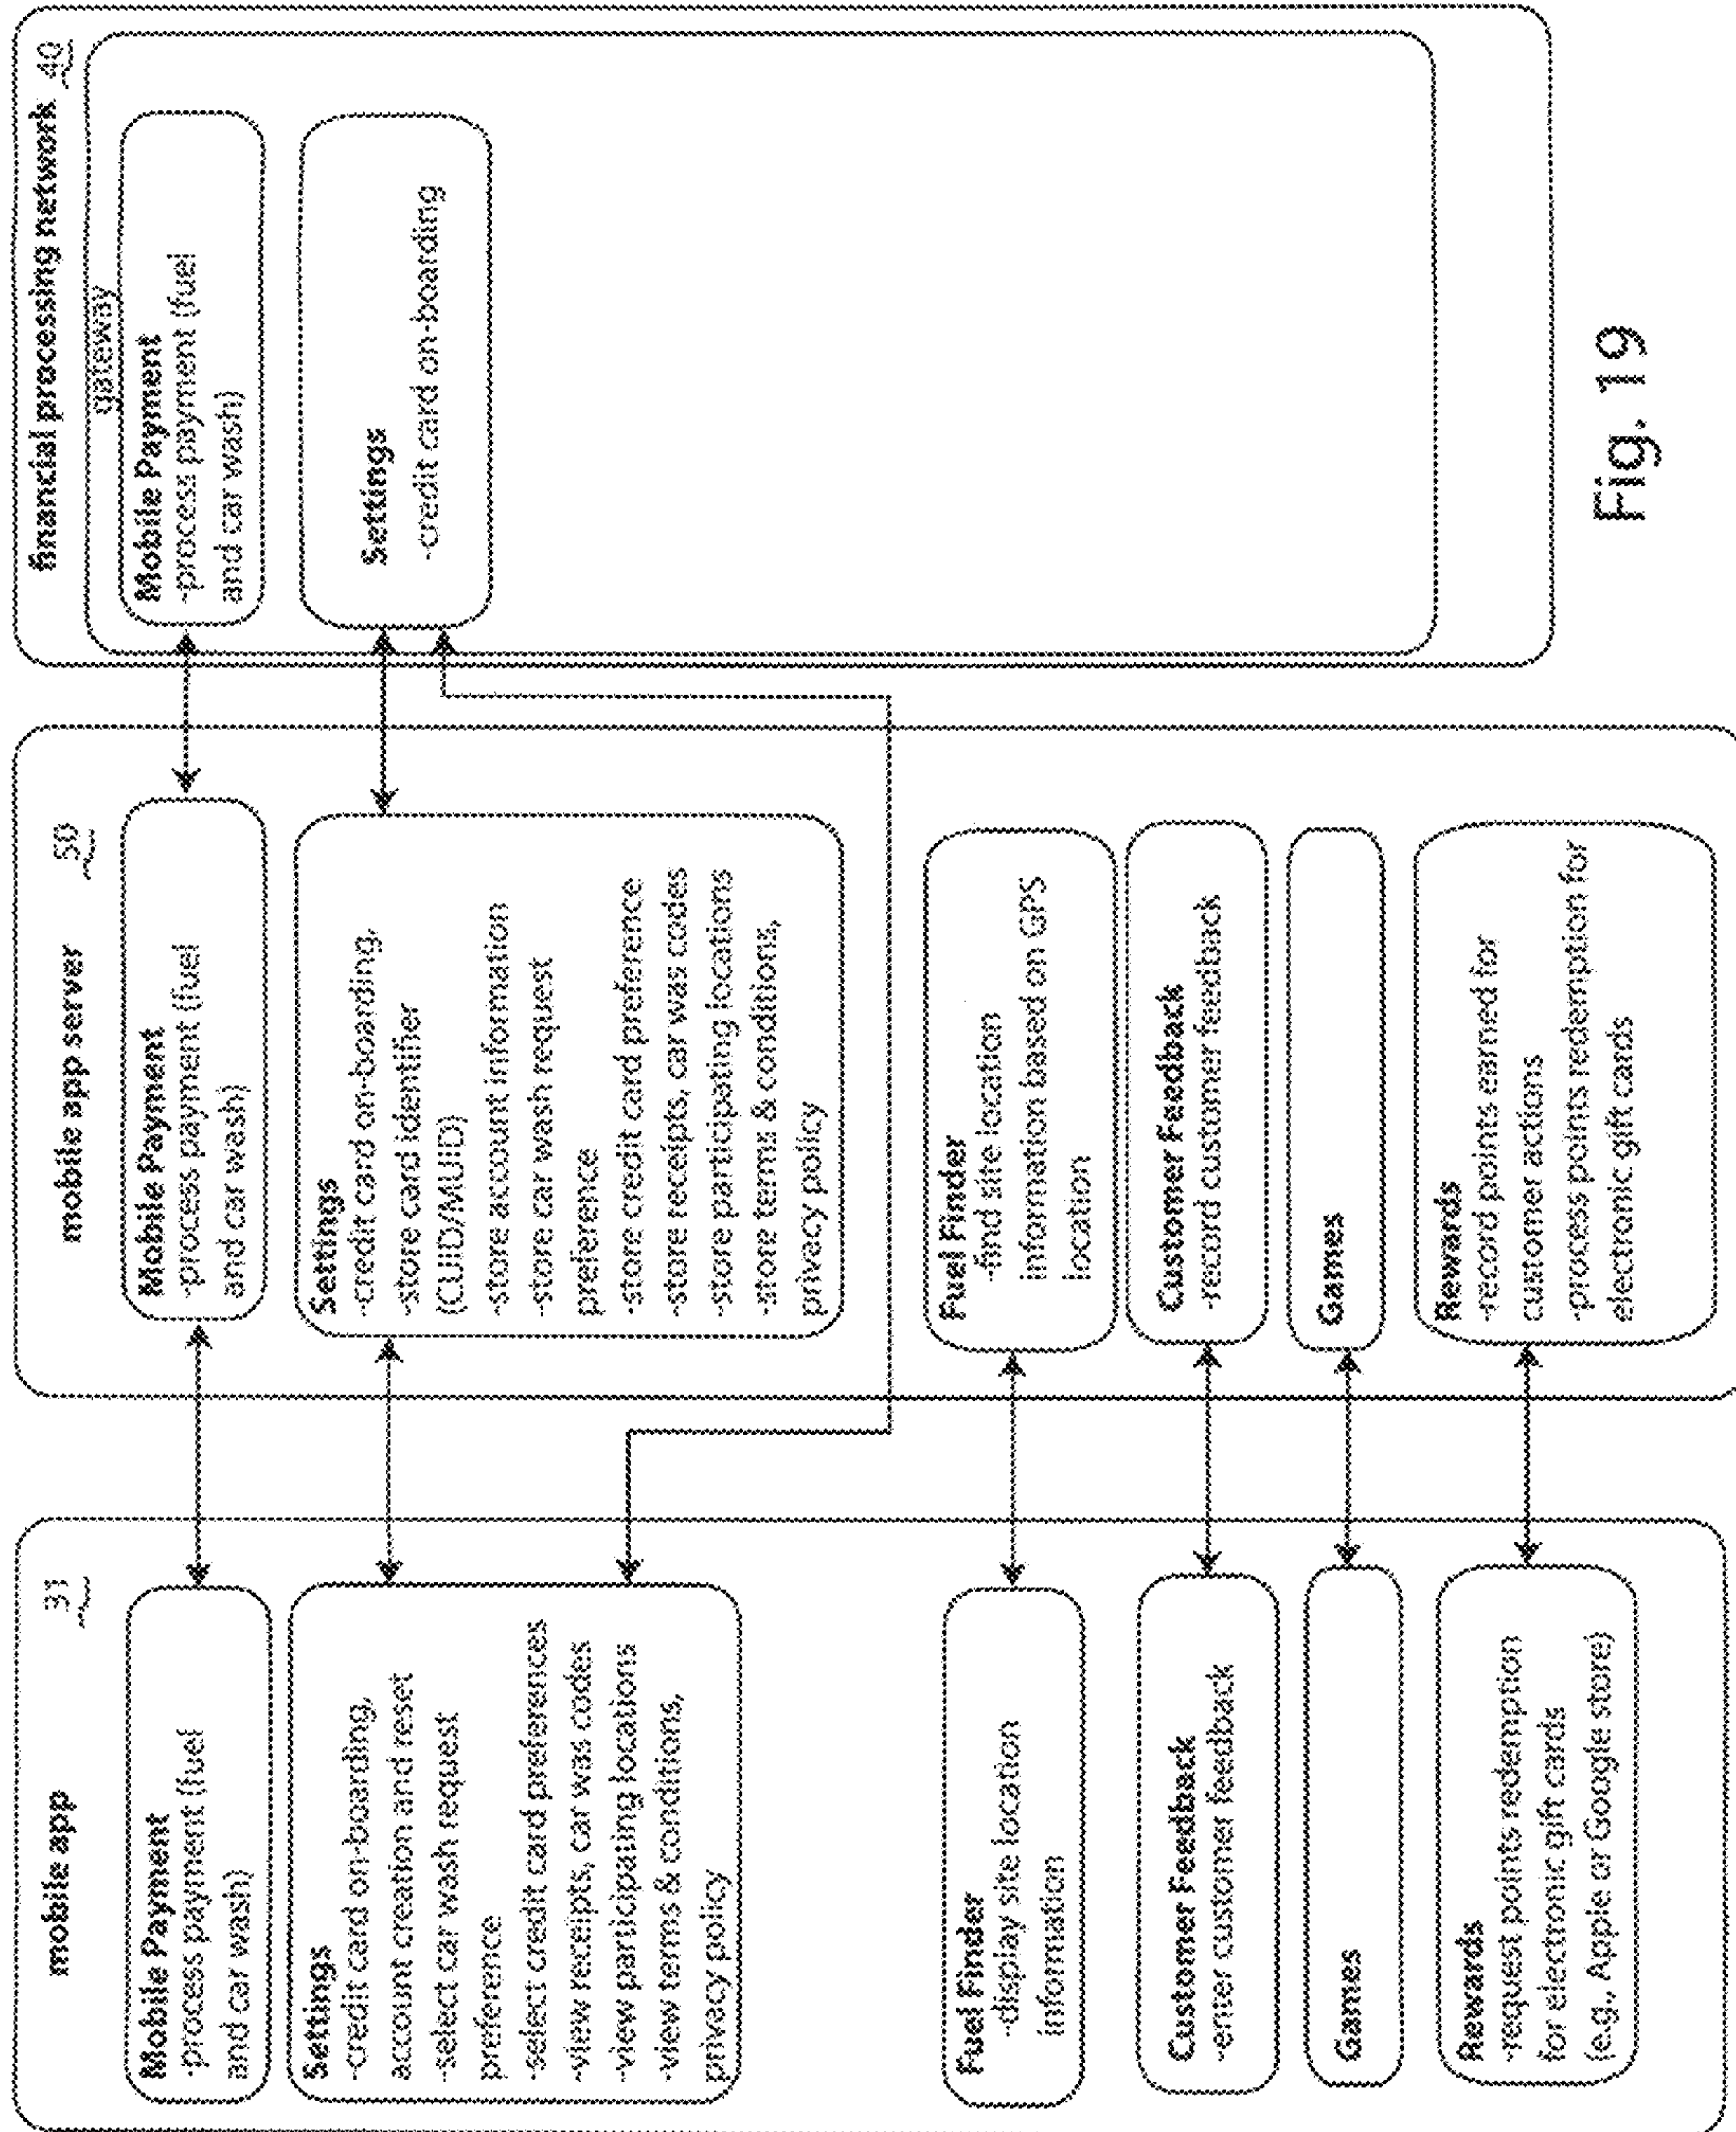 mobile app 31
Mobile Payment
-process payment (fuel
and car wash)
Settings
-credit card on-boarding,
account creation and reset
-select car wash request
preference
-select credit card preferences
-view receipts, car was codes
-view participating locations
-view terms & conditions,
privacy policy
Fuel Finder
-display site location
information
Customer Feedback
-enter customer feedback
Games
Rewards
-request points redemption
for electronic gift cards
(e.g., Apple or Google store)
mobile app server 50
Mobile Payment
-process payment (fuel
and car wash)
Settings
-credit card on-boarding,
-store card identifier
(CUID/MUID)
-store account information
-store car wash request
preference
-store credit card preference
-store receipts, car was codes
-store participating locations
-store terms & conditions,
privacy policy
Fuel Finder
-find site location
information based on GPS
location
Customer Feedback
-record customer feedback
Games
Rewards
-record points earned for
customer actions
-process points redemption for
electronic gift cards
financial processing network 40
gateway
Mobile Payment
-process payment (fuel
and car wash)
Settings
-credit card on-boarding
Fig. 19